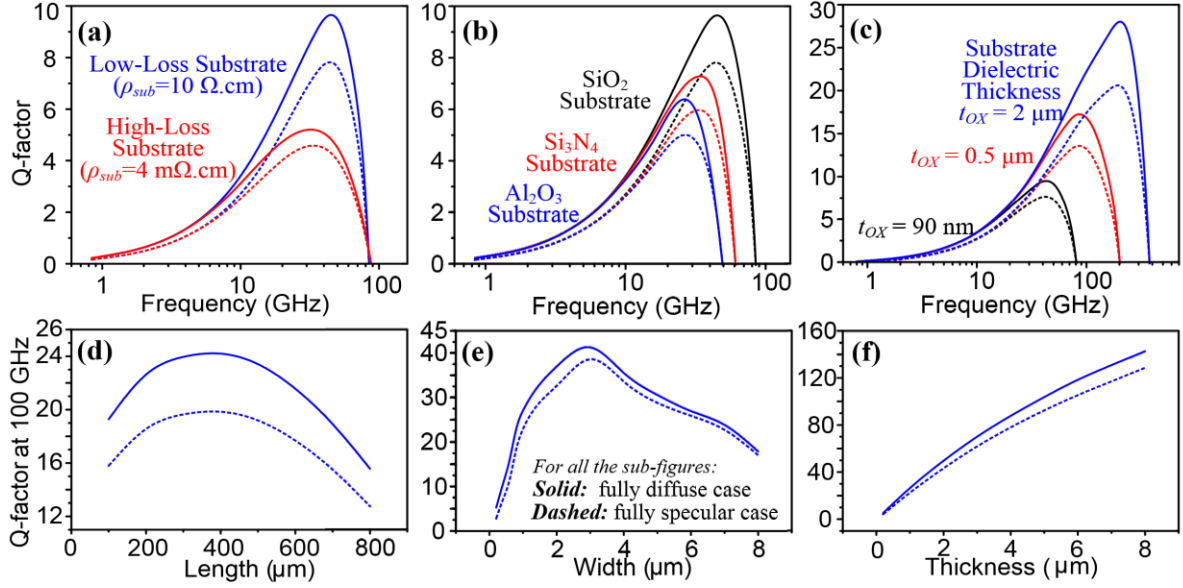 (a)
Low-Loss Substrate
(ρsub=10 Ω.cm)
High-Loss
Substrate
(ρsub=4 mΩ.cm)
Q-factor
10
8
6
4
2
0
1
10
100
Frequency (GHz)
(b)
SiO2
Substrate
Si3N4
Substrate
Al2O3
Substrate
10
8
6
4
2
0
1
10
100
Frequency (GHz)
(c)
Substrate
Dielectric
Thickness
tOX = 2 μm
tOX = 0.5 μm
tOX = 90 nm
30
25
20
15
10
5
0
1
10
100
Frequency (GHz)
(d)
Q-factor at 100 GHz
26
24
20
16
12
0
200
400
600
800
Length (μm)
(e)
For all the sub-figures:
Solid: fully diffuse case
Dashed: fully specular case
45
40
30
20
10
0
0
2
4
6
8
Width (μm)
(f)
160
120
80
40
0
0
2
4
6
8
Thickness (μm)